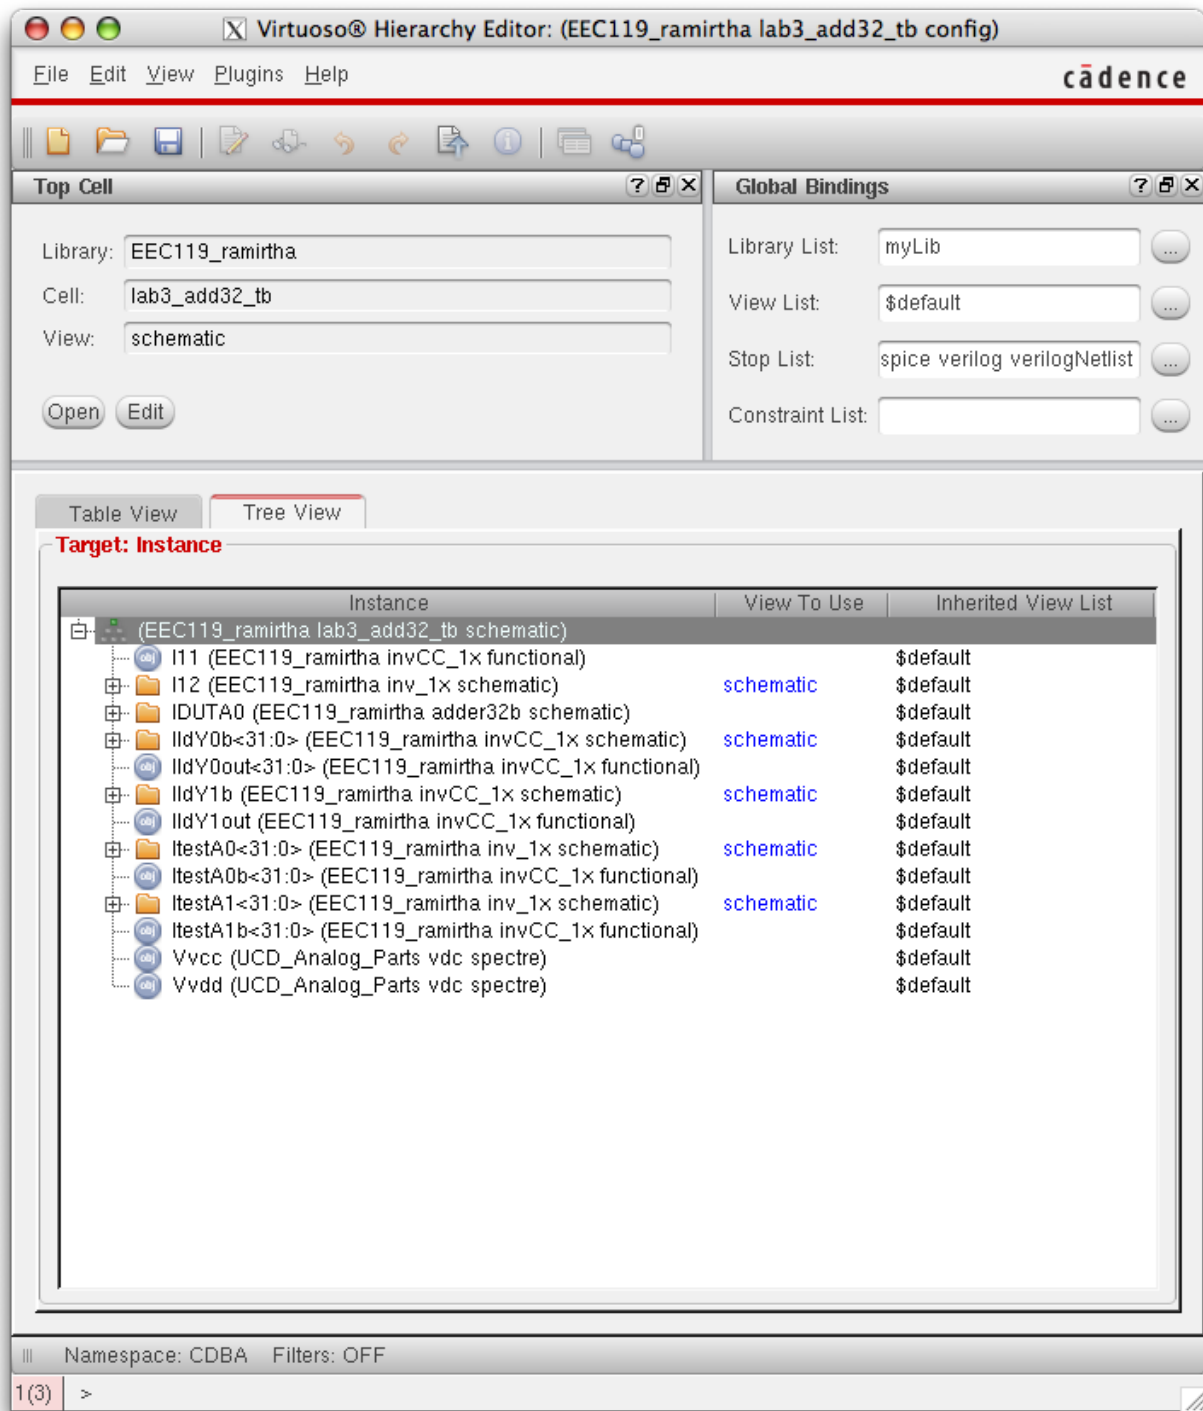 X Virtuoso® Hierarchy Editor: (EEC119_ramirtha lab3_add32_tb config)
File Edit View Plugins Help
cādence
Top Cell
Global Bindings
Library: EEC119_ramirtha
Library List: myLib ...
Cell: lab3_add32_tb
View List: $default ...
View: schematic
Stop List: spice verilog verilogNetlist ...
Open Edit
Constraint List: ...
Table View Tree View
Target: Instance
Instance View To Use Inherited View List
(EEC119_ramirtha lab3_add32_tb schematic)
obj I11 (EEC119_ramirtha invCC_1x functional) $default
I12 (EEC119_ramirtha inv_1x schematic) schematic $default
IDUTA0 (EEC119_ramirtha adder32b schematic) $default
IldY0b<31:0> (EEC119_ramirtha invCC_1x schematic) schematic $default
obj IldY0out<31:0> (EEC119_ramirtha invCC_1x functional) $default
IldY1b (EEC119_ramirtha invCC_1x schematic) schematic $default
obj IldY1out (EEC119_ramirtha invCC_1x functional) $default
ItestA0<31:0> (EEC119_ramirtha inv_1x schematic) schematic $default
obj ItestA0b<31:0> (EEC119_ramirtha invCC_1x functional) $default
ItestA1<31:0> (EEC119_ramirtha inv_1x schematic) schematic $default
obj ItestA1b<31:0> (EEC119_ramirtha invCC_1x functional) $default
obj Vvcc (UCD_Analog_Parts vdc spectre) $default
obj Vvdd (UCD_Analog_Parts vdc spectre) $default
Namespace: CDBA Filters: OFF
1(3) >